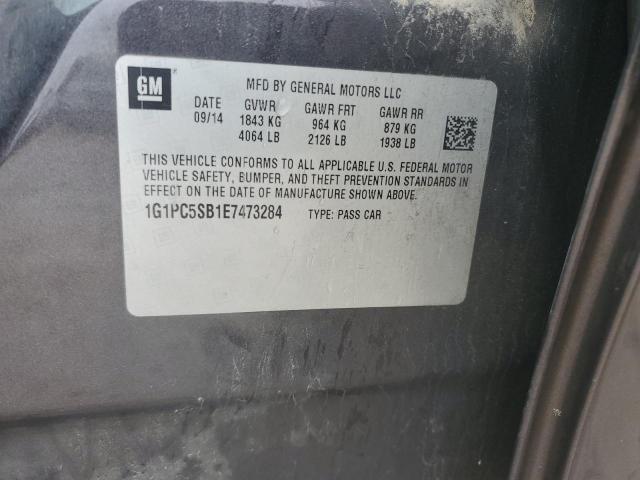 GM
MFD BY GENERAL MOTORS LLC
DATE GVWR GAWR FRT GAWR RR
09/14 1843 KG 964 KG 879 KG
4064 LB 2126 LB 1938 LB
THIS VEHICLE CONFORMS TO ALL APPLICABLE U.S. FEDERAL MOTOR
VEHICLE SAFETY, BUMPER, AND THEFT PREVENTION STANDARDS IN
EFFECT ON THE DATE OF MANUFACTURE SHOWN ABOVE.
1G1PC5SB1E7473284 TYPE: PASS CAR